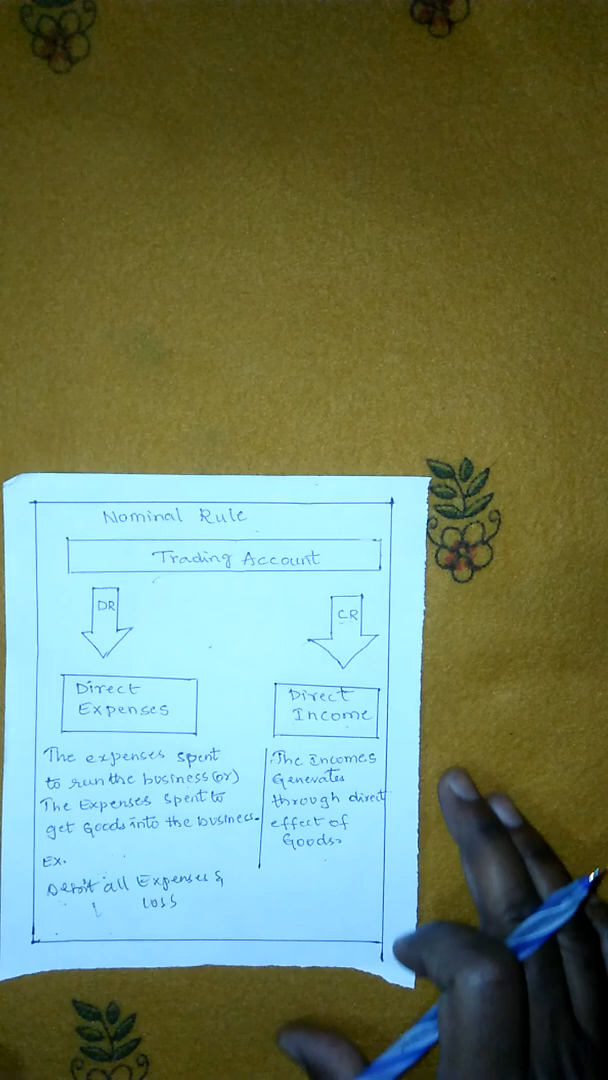 Nominal Rule
Trading Account
DR
CR
Direct
Expenses
Direct
Income
The expenses spent
to run the business (or)
The Expenses spent to
get Goods into the business.
Ex.
Debit all Expenses &
Loss
The Incomes
Generates
through direct
effect of
Goods.